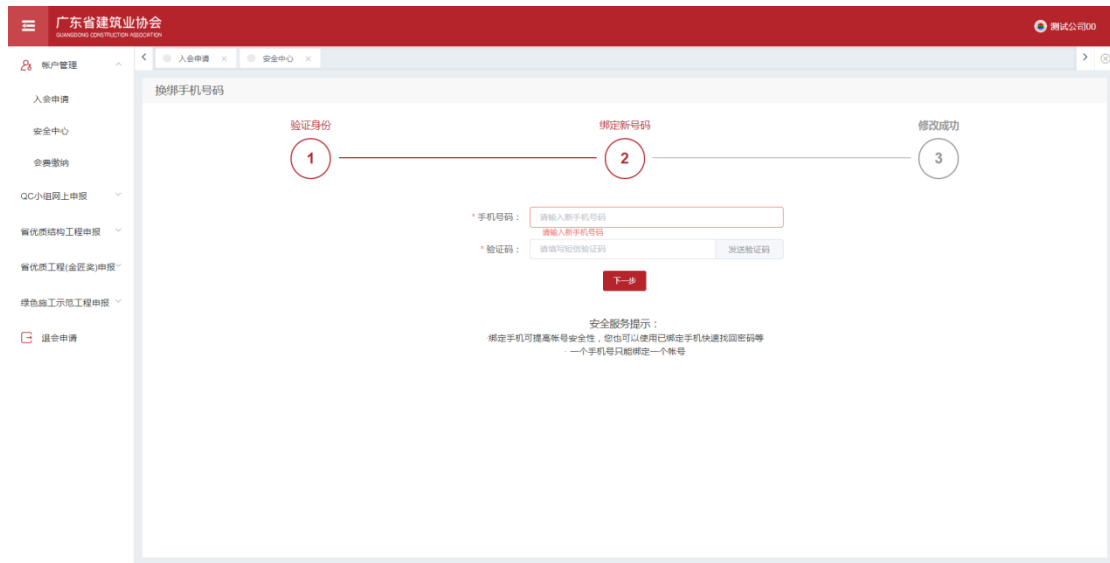 广东省建筑业协会
GUANGDONG CONSTRUCTION ASSOCIATION
测试公司00
帐户管理
入会申请
安全中心
会费缴纳
QC小组网上申报
省优质结构工程申报
省优质工程(金匠奖)申报
绿色施工示范工程申报
退会申请
入会申请 ×
安全中心 ×
换绑手机号码
验证身份
绑定新号码
修改成功
1
2
3
* 手机号码：
请输入新手机号码
请输入新手机号码
* 验证码：
请填写短信验证码
发送验证码
下一步
安全服务提示：
·绑定手机可提高帐号安全性，您也可以使用已绑定手机快速找回密码等
· 一个手机号只能绑定一个帐号